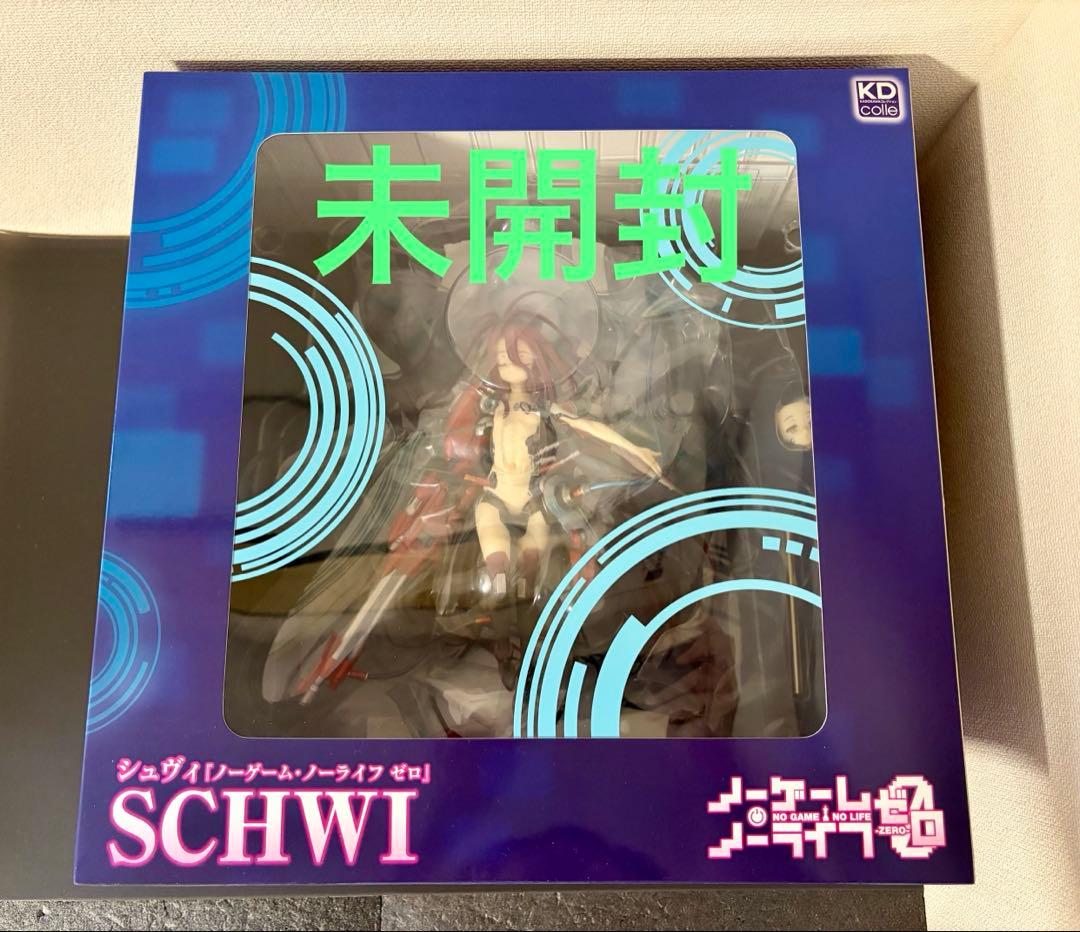 KD
colle
未開封
シュヴィ『ノーゲーム・ノーライフ ゼロ』
SCHWI
ノーゲーム
NO GAME NO LIFE
ノーライフ
ゼロ
-ZERO-